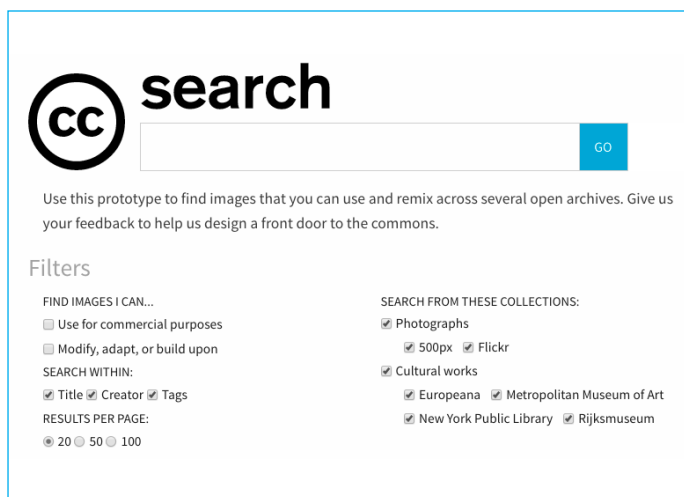 cc search
GO
Use this prototype to find images that you can use and remix across several open archives. Give us
your feedback to help us design a front door to the commons.
Filters
FIND IMAGES I CAN...
Use for commercial purposes
Modify, adapt, or build upon
SEARCH WITHIN:
Title Creator Tags
RESULTS PER PAGE:
20 50 100
SEARCH FROM THESE COLLECTIONS:
Photographs
500px Flickr
Cultural works
Europeana Metropolitan Museum of Art
New York Public Library Rijksmuseum